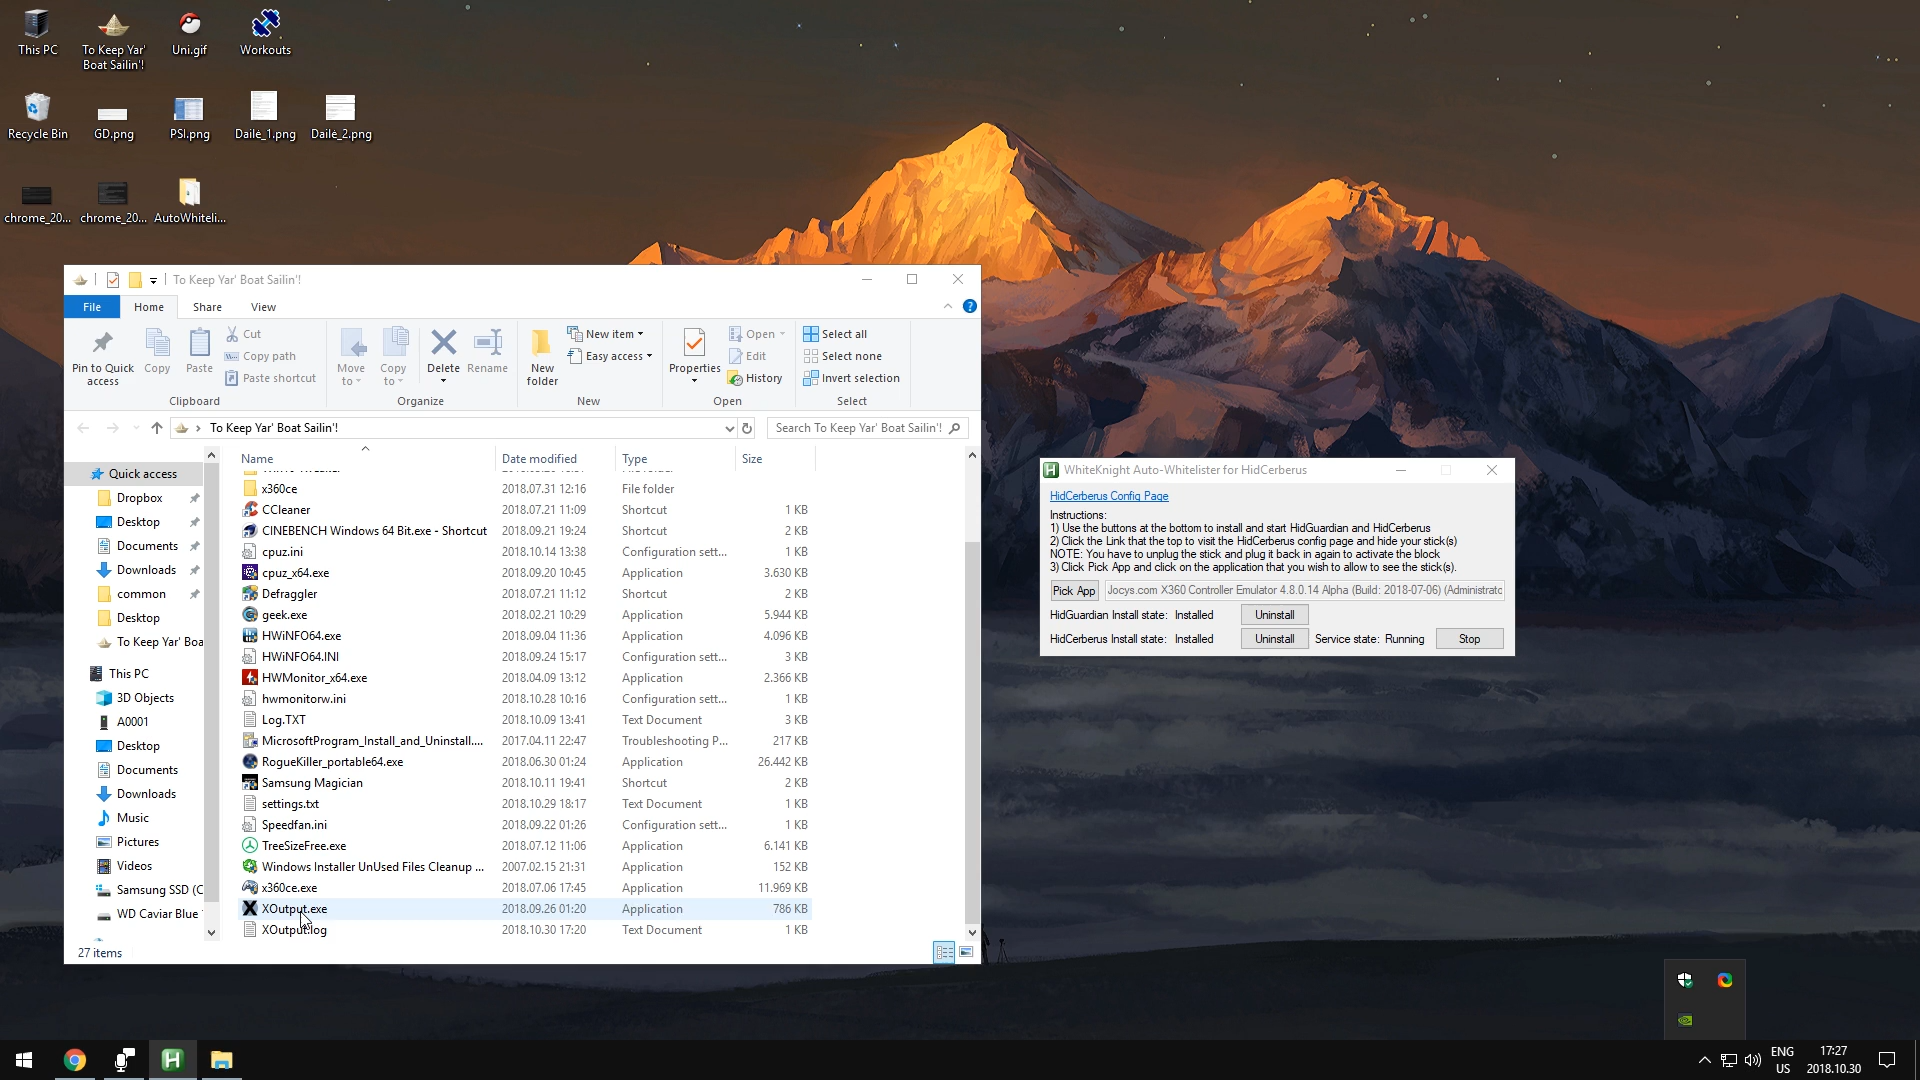 This PC
To Keep Yar' Boat Sailin'!
Uni.gif
Workouts
Recycle Bin
GD.png
PSI.png
Dailė_1.png
Dailė_2.png
chrome_20...
chrome_20...
AutoWhiteli...
To Keep Yar' Boat Sailin'!
File
Home
Share
View
Pin to Quick access
Copy
Paste
Cut
Copy path
Paste shortcut
Clipboard
Move to
Copy to
Delete
Rename
Organize
New folder
New item
Easy access
New
Properties
Open
Edit
History
Open
Select all
Select none
Invert selection
Select
To Keep Yar' Boat Sailin'!
Search To Keep Yar' Boat Sailin'!
Quick access
Dropbox
Desktop
Documents
Downloads
common
Desktop
To Keep Yar' Boa
This PC
3D Objects
A0001
Desktop
Documents
Downloads
Music
Pictures
Videos
Samsung SSD (C
WD Caviar Blue
Name Date modified Type Size
x360ce 2018.07.31 12:16 File folder
CCleaner 2018.07.21 11:09 Shortcut 1 KB
CINEBENCH Windows 64 Bit.exe - Shortcut 2018.09.21 19:24 Shortcut 2 KB
cpuz.ini 2018.10.14 13:38 Configuration sett... 1 KB
cpuz_x64.exe 2018.09.20 10:45 Application 3.630 KB
Defraggler 2018.07.21 11:12 Shortcut 2 KB
geek.exe 2018.02.21 10:29 Application 5.944 KB
HWiNFO64.exe 2018.09.04 11:36 Application 4.096 KB
HWiNFO64.INI 2018.09.24 15:17 Configuration sett... 3 KB
HWMonitor_x64.exe 2018.04.09 13:12 Application 2.366 KB
hwmonitorw.ini 2018.10.28 10:16 Configuration sett... 1 KB
Log.TXT 2018.10.09 13:41 Text Document 3 KB
MicrosoftProgram_Install_and_Uninstall.... 2017.04.11 22:47 Troubleshooting P... 217 KB
RogueKiller_portable64.exe 2018.06.30 01:24 Application 26.442 KB
Samsung Magician 2018.10.11 19:41 Shortcut 2 KB
settings.txt 2018.10.29 18:17 Text Document 1 KB
Speedfan.ini 2018.09.22 01:26 Configuration sett... 1 KB
TreeSizeFree.exe 2018.07.12 11:06 Application 6.141 KB
Windows Installer UnUsed Files Cleanup ... 2007.02.15 21:31 Application 152 KB
x360ce.exe 2018.07.06 17:45 Application 11.969 KB
XOutput.exe 2018.09.26 01:20 Application 786 KB
XOutput.log 2018.10.30 17:20 Text Document 1 KB
27 items
WhiteKnight Auto-Whitelister for HidCerberus
HidCerberus Config Page
Instructions:
1) Use the buttons at the bottom to install and start HidGuardian and HidCerberus
2) Click the Link that the top to visit the HidCerberus config page and hide your stick(s)
NOTE: You have to unplug the stick and plug it back in again to activate the block
3) Click Pick App and click on the application that you wish to allow to see the stick(s).
Pick App Jocys.com X360 Controller Emulator 4.8.0.14 Alpha (Build: 2018-07-06) (Administratc
HidGuardian Install state: Installed Uninstall
HidCerberus Install state: Installed Uninstall Service state: Running Stop
ENG
US
17:27
2018.10.30